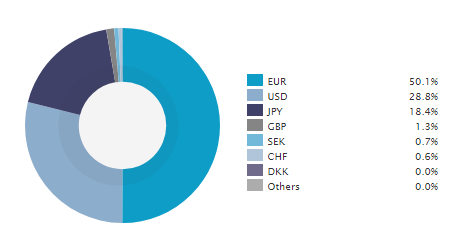 EUR 50.1%
USD 28.8%
JPY 18.4%
GBP 1.3%
SEK 0.7%
CHF 0.6%
DKK 0.0%
Others 0.0%